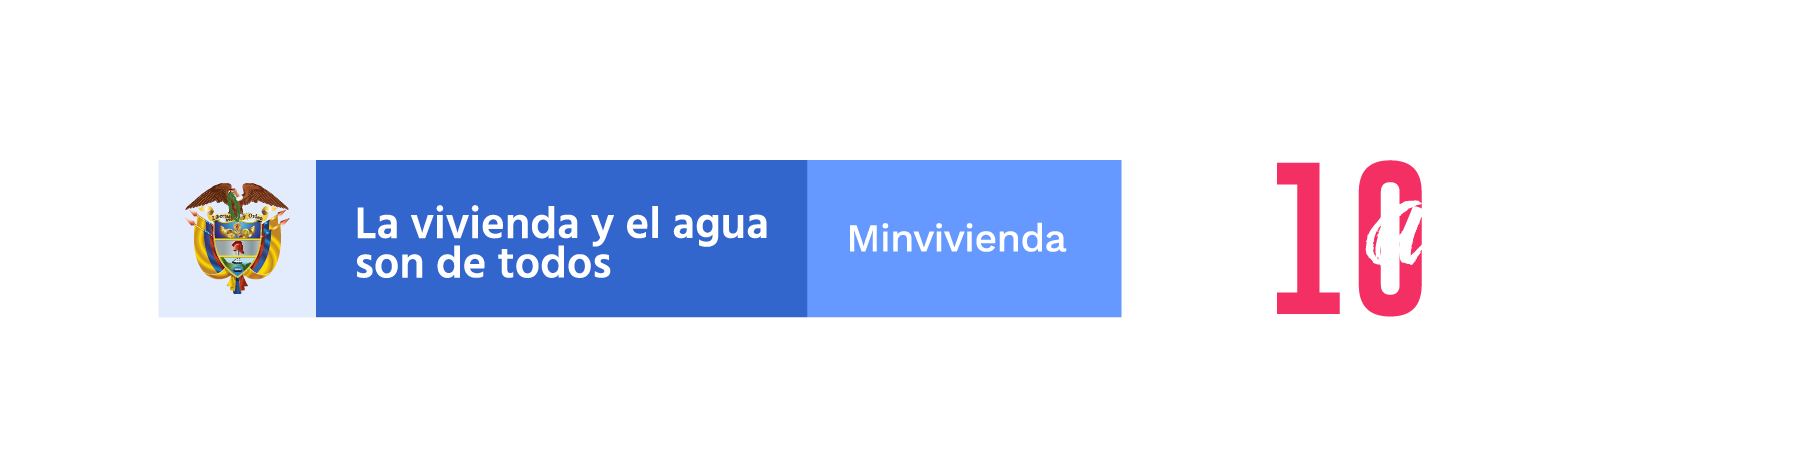 La vivienda y el agua
son de todos
Minvivienda
10